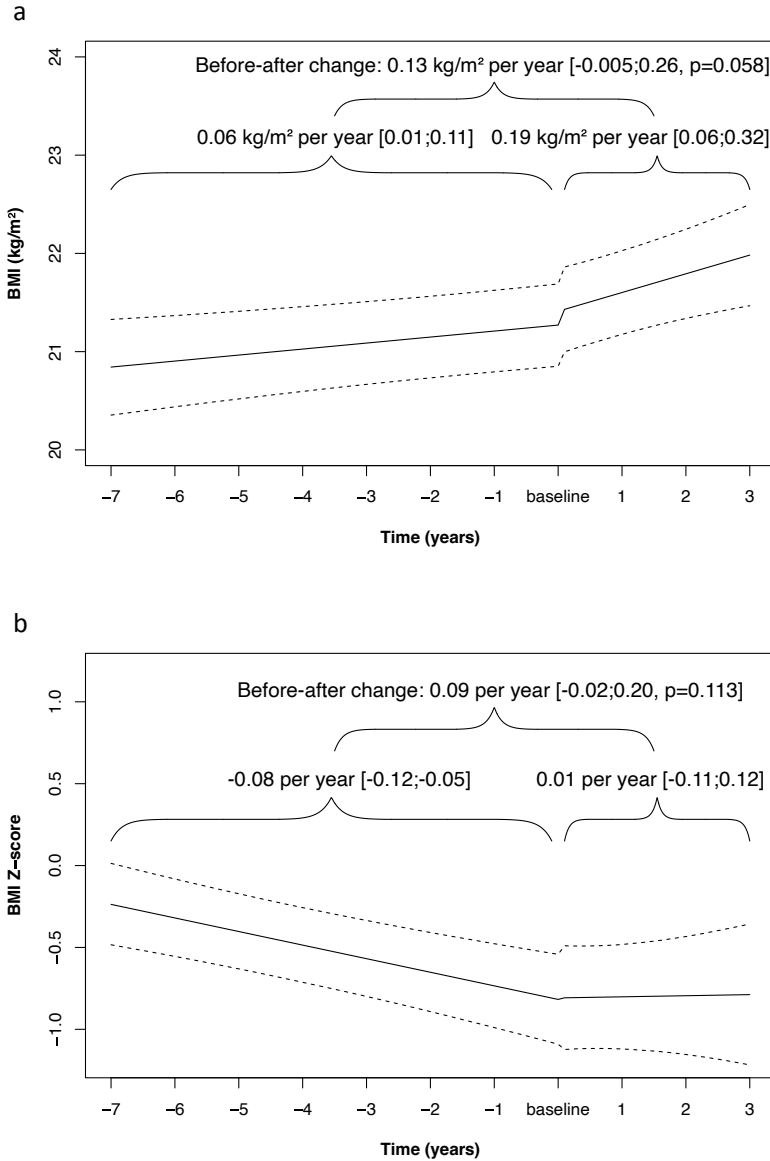 a
Before-after change: 0.13 kg/m² per year [-0.005;0.26, p=0.058]
0.06 kg/m² per year [0.01;0.11] 0.19 kg/m² per year [0.06;0.32]
BMI (kg/m²)
24
23
22
21
20
−7 −6 −5 −4 −3 −2 −1 baseline 1 2 3
Time (years)
b
Before-after change: 0.09 per year [-0.02;0.20, p=0.113]
-0.08 per year [-0.12;-0.05] 0.01 per year [-0.11;0.12]
BMI Z−score
1.0
0.5
0.0
−0.5
−1.0
−7 −6 −5 −4 −3 −2 −1 baseline 1 2 3
Time (years)